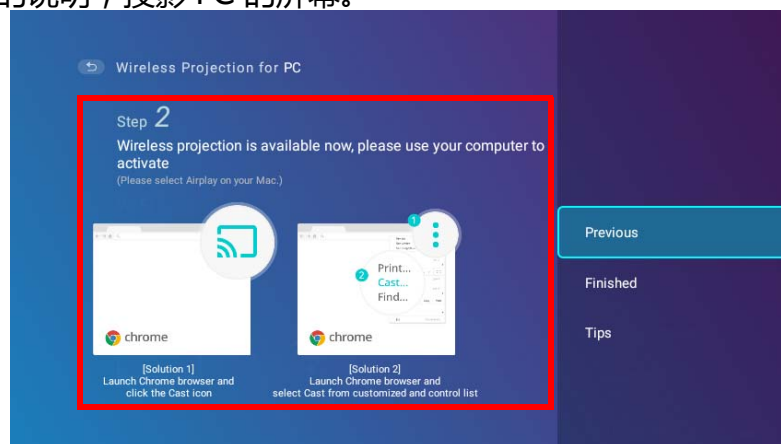 的说明，投影 PC 的屏幕。
Wireless Projection for PC
Step 2
Wireless projection is available now, please use your computer to
activate
(Please select Airplay on your Mac.)
1
2
Print...
Cast...
Find...
chrome
chrome
[Solution 1]
Launch Chrome browser and
click the Cast icon
[Solution 2]
Launch Chrome browser and
select Cast from customized and control list
Previous
Finished
Tips